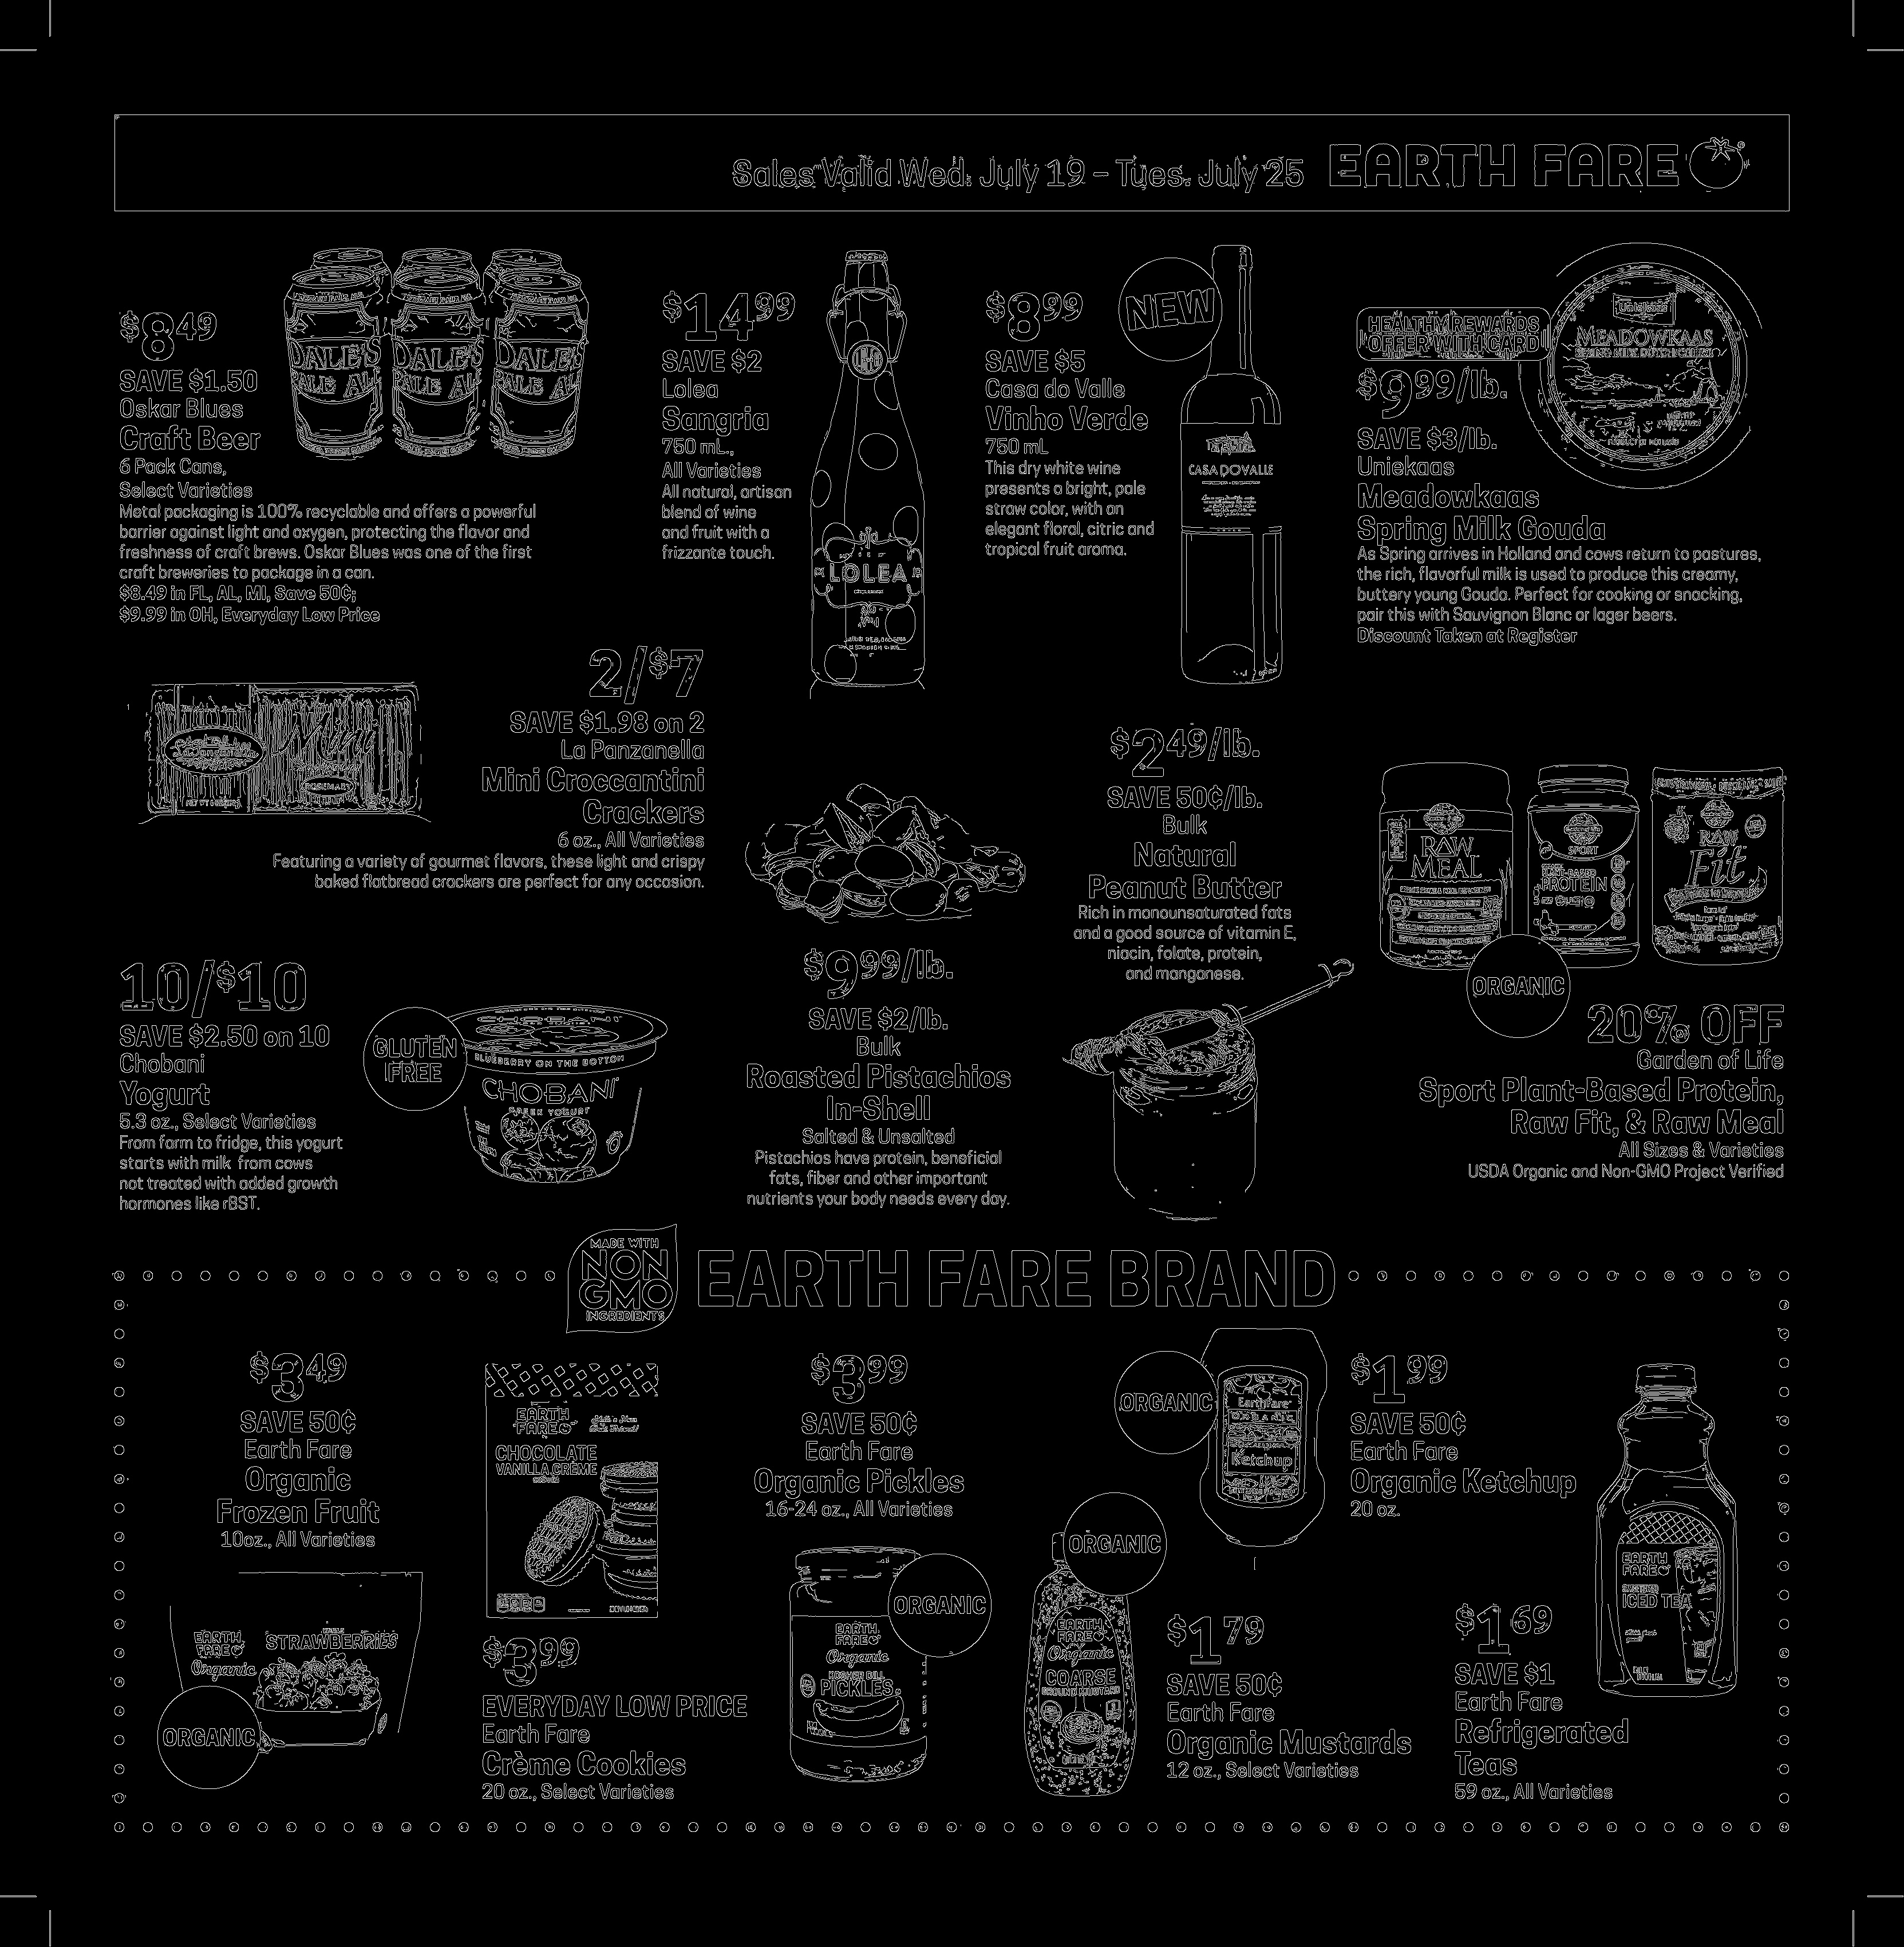 Sales Valid Wed. July 19 – Tues. July 25 EARTH FARE
$8.49
SAVE $1.50
Oskar Blues
Craft Beer
6 Pack Cans,
Select Varieties
Metal packaging is 100% recyclable and offers a powerful
barrier against light and oxygen, protecting the flavor and
freshness of craft brews. Oskar Blues was one of the first
craft breweries to package in a can.
$8.49 in FL, AL, MI, Save 50¢;
$9.99 in OH, Everyday Low Price
DALE'S
PALE ALE
$14.99
SAVE $2
Lolea
Sangria
750 mL.,
All Varieties
All natural, artisan
blend of wine
and fruit with a
frizzante touch.
LOLEA
$8.99
SAVE $5
Casa do Valle
Vinho Verde
750 mL
This dry white wine
presents a bright, pale
straw color, with an
elegant floral, citric and
tropical fruit aroma.
NEW
CASA DO VALLE
HEALTHY REWARDS
OFFER WITH CARD
$9.99/lb.
SAVE $3/lb.
Uniekaas
Meadowkaas
Spring Milk Gouda
As Spring arrives in Holland and cows return to pastures,
the rich, flavorful milk is used to produce this creamy,
buttery young Gouda. Perfect for cooking or snacking,
pair this with Sauvignon Blanc or lager beers.
Discount Taken at Register
Uniekaas
MEADOWKAAS
2/$7
SAVE $1.98 on 2
La Panzanella
Mini Croccantini
Crackers
6 oz., All Varieties
Featuring a variety of gourmet flavors, these light and crispy
baked flatbread crackers are perfect for any occasion.
Mini
ROSEMARY
$2.49/lb.
SAVE 50¢/lb.
Bulk
Natural
Peanut Butter
Rich in monounsaturated fats
and a good source of vitamin E,
niacin, folate, protein,
and manganese.
RAW
MEAL
SPORT
PLANT-BASED
PROTEIN
RAW
Fit
ORGANIC
20% OFF
Garden of Life
Sport Plant-Based Protein,
Raw Fit, & Raw Meal
All Sizes & Varieties
USDA Organic and Non-GMO Project Verified
10/$10
SAVE $2.50 on 10
Chobani
Yogurt
5.3 oz., Select Varieties
From farm to fridge, this yogurt
starts with milk from cows
not treated with added growth
hormones like rBST.
GLUTEN
FREE
CHOBANI
BLUEBERRY ON THE BOTTOM
CHOBANI
GREEK YOGURT
$9.99/lb.
SAVE $2/lb.
Bulk
Roasted Pistachios
In-Shell
Salted & Unsalted
Pistachios have protein, beneficial
fats, fiber and other important
nutrients your body needs every day.
MADE WITH
NON
GMO
INGREDIENTS
EARTH FARE BRAND
$3.49
SAVE 50¢
Earth Fare
Organic
Frozen Fruit
10oz., All Varieties
EARTH
FARE
Organic
STRAWBERRIES
ORGANIC
EARTH
FARE
CHOCOLATE
VANILLA CRÈME
$3.99
EVERYDAY LOW PRICE
Earth Fare
Crème Cookies
20 oz., Select Varieties
$3.99
SAVE 50¢
Earth Fare
Organic Pickles
16-24 oz., All Varieties
ORGANIC
EARTH
FARE
Organic
KOSHER DILL
PICKLES
ORGANIC
EarthFare
ORGANIC
Ketchup
$1.99
SAVE 50¢
Earth Fare
Organic Ketchup
20 oz.
ORGANIC
EARTH
FARE
Organic
COARSE
GROUND MUSTARD
$1.79
SAVE 50¢
Earth Fare
Organic Mustards
12 oz., Select Varieties
EARTH
FARE
ICED TEA
$1.69
SAVE $1
Earth Fare
Refrigerated
Teas
59 oz., All Varieties